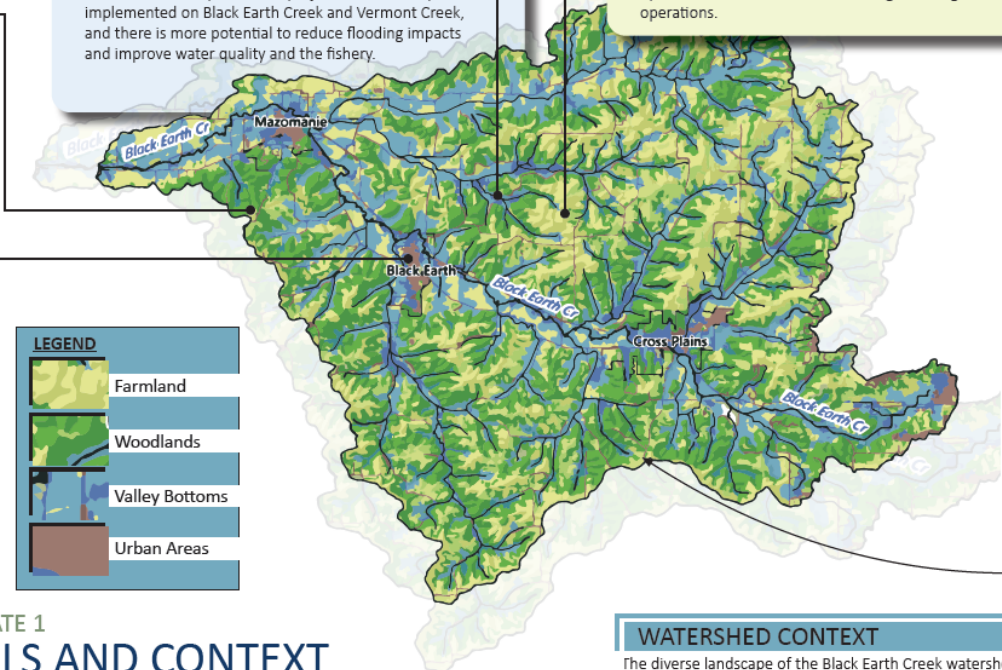 implemented on Black Earth Creek and Vermont Creek,
and there is more potential to reduce flooding impacts
and improve water quality and the fishery.
operations.
Black Earth Cr
Mazomanie
Black Earth
Black Earth Cr
Cross Plains
Black Earth Cr
LEGEND
Farmland
Woodlands
Valley Bottoms
Urban Areas
ATE 1
LS AND CONTEXT
WATERSHED CONTEXT
The diverse landscape of the Black Earth Creek watersh